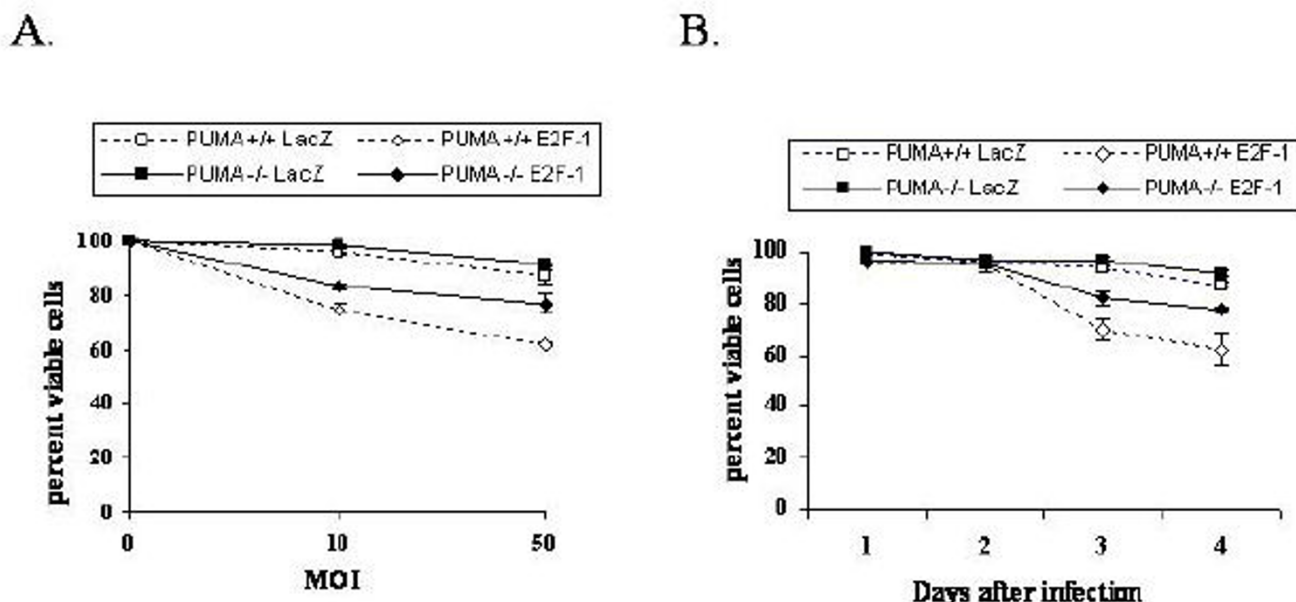 A.
PUMA+/+ LacZ
PUMA+/+ E2F-1
PUMA-/- LacZ
PUMA-/- E2F-1
percent viable cells
100
80
60
40
20
0
0 10 50
MOI
B.
PUMA+/+ LacZ
PUMA+/+ E2F-1
PUMA-/- LacZ
PUMA-/- E2F-1
percent viable cells
100
80
60
40
20
0
1 2 3 4
Days after infection